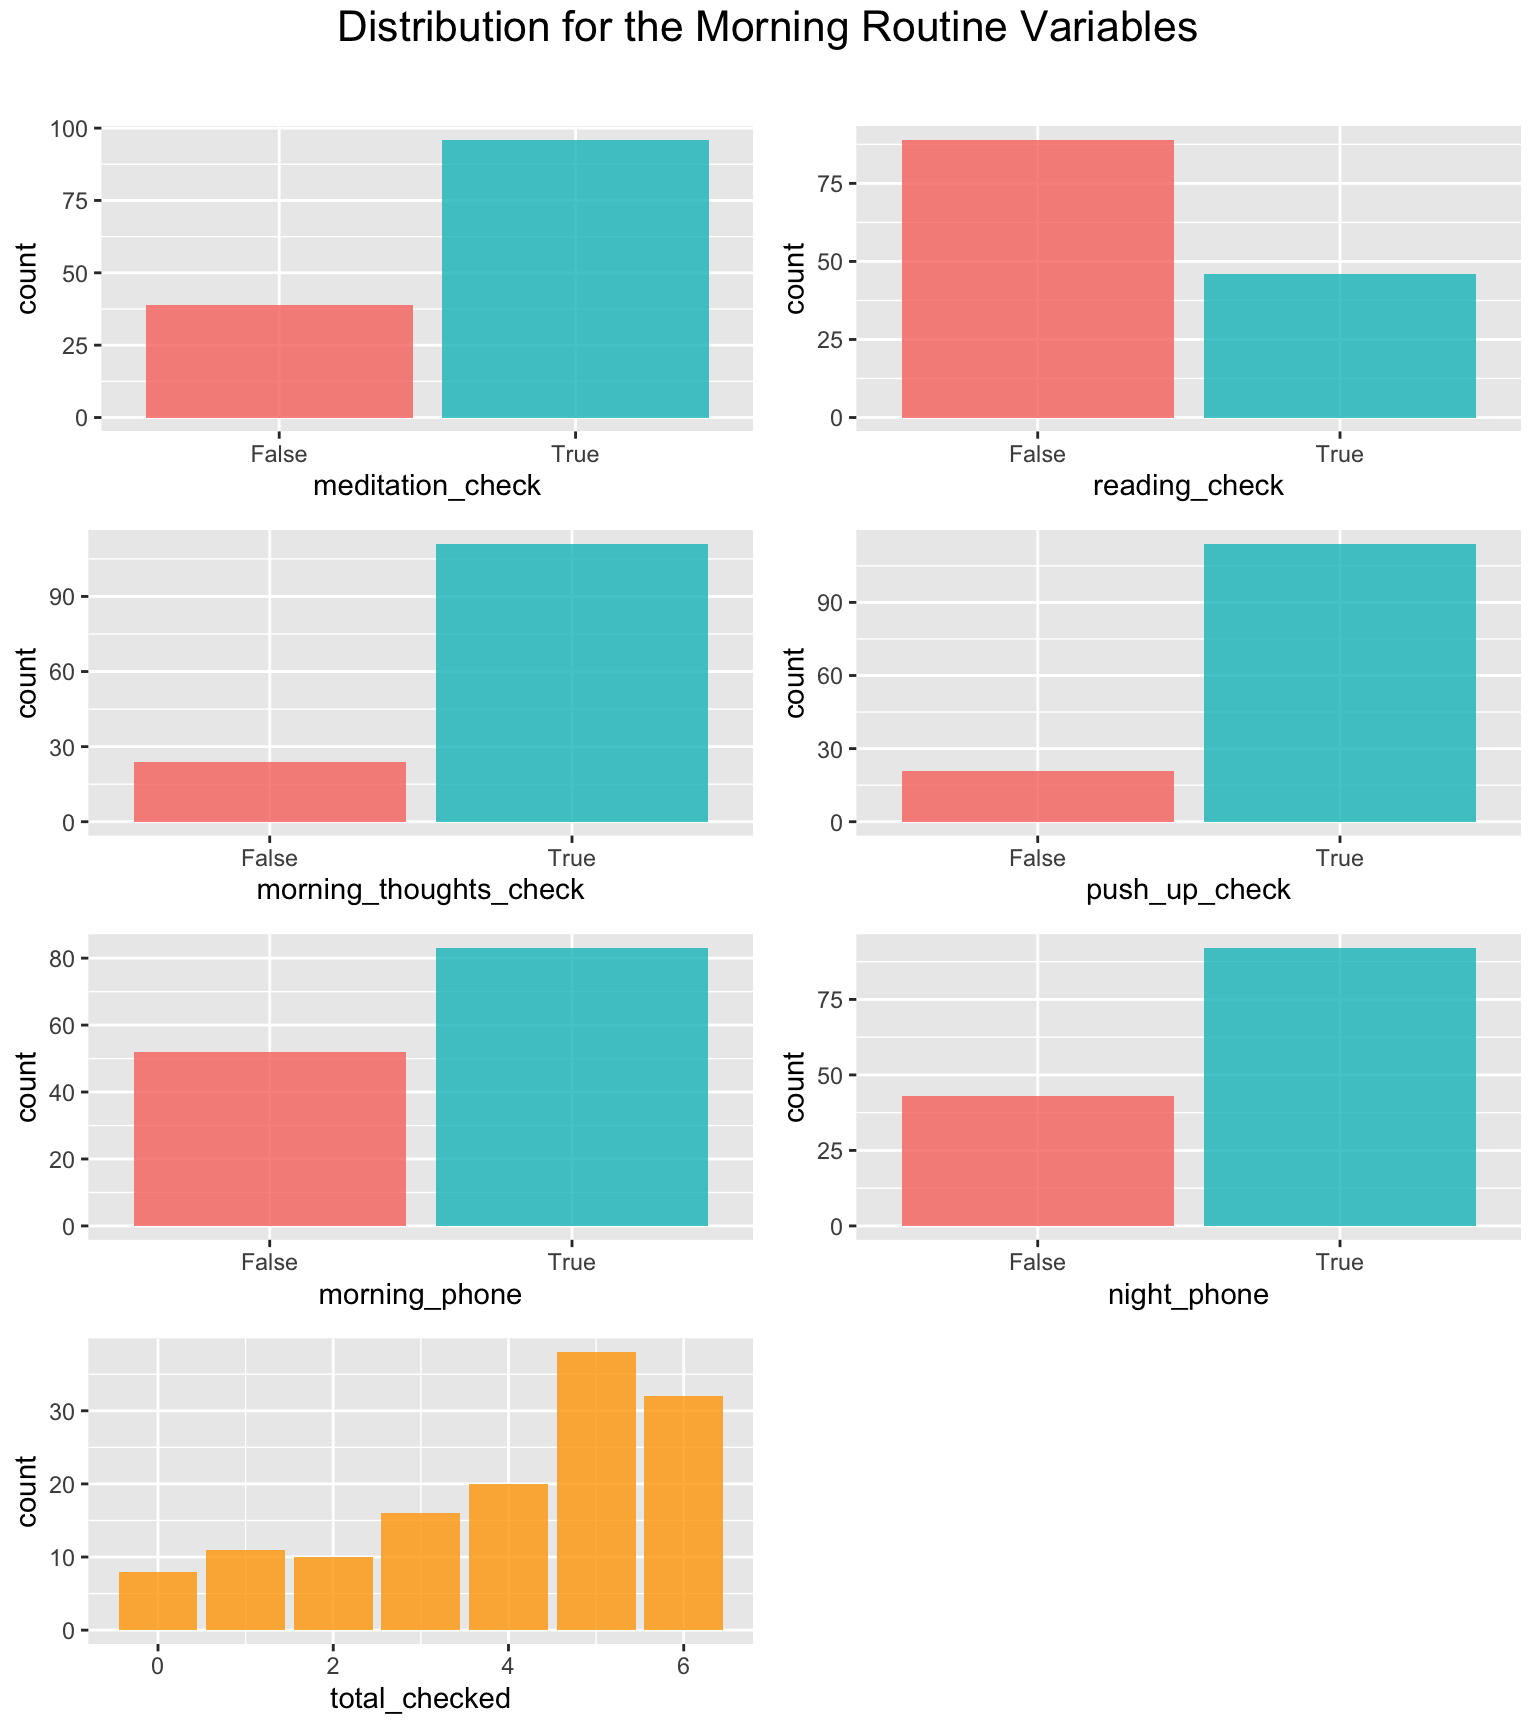 Distribution for the Morning Routine Variables
100
75
50
25
0
count
False True
meditation_check
75
50
25
0
count
False True
reading_check
90
60
30
0
count
False True
morning_thoughts_check
90
60
30
0
count
False True
push_up_check
80
60
40
20
0
count
False True
morning_phone
75
50
25
0
count
False True
night_phone
30
20
10
0
count
0 2 4 6
total_checked